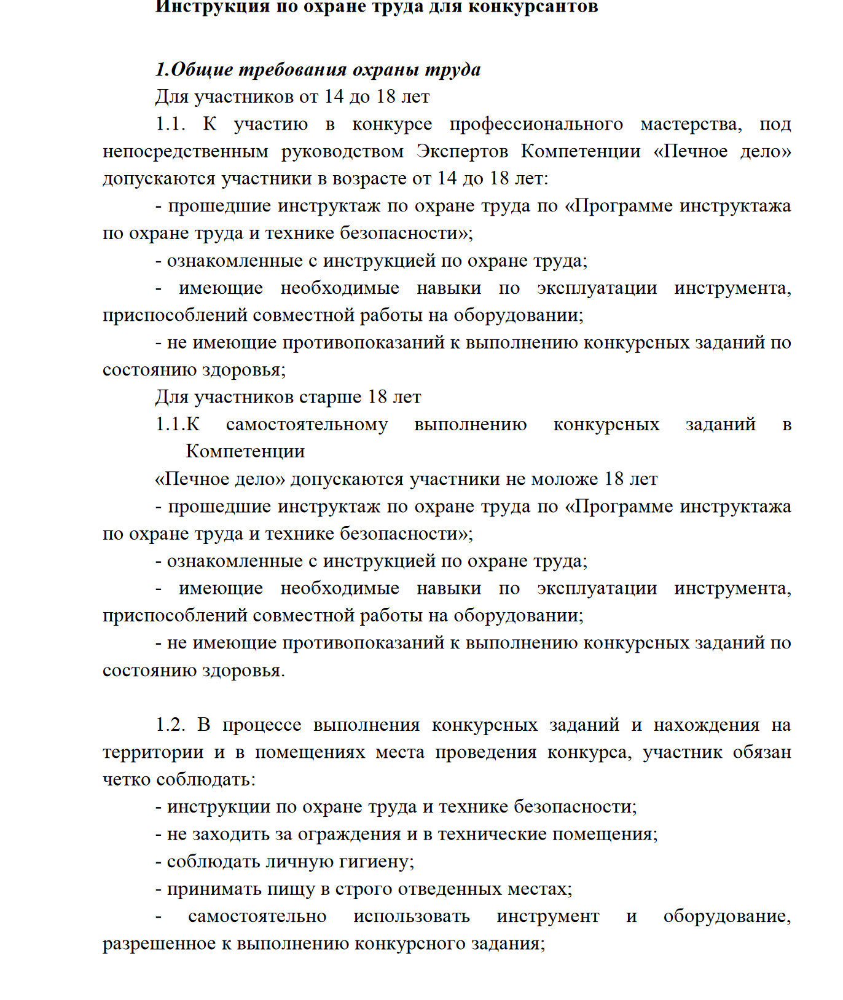 Инструкция по охране труда для конкурсантов
1.Общие требования охраны труда
Для участников от 14 до 18 лет
1.1. К участию в конкурсе профессионального мастерства, под
непосредственным руководством Экспертов Компетенции «Печное дело»
допускаются участники в возрасте от 14 до 18 лет:
- прошедшие инструктаж по охране труда по «Программе инструктажа
по охране труда и технике безопасности»;
- ознакомленные с инструкцией по охране труда;
- имеющие необходимые навыки по эксплуатации инструмента,
приспособлений совместной работы на оборудовании;
- не имеющие противопоказаний к выполнению конкурсных заданий по
состоянию здоровья;
Для участников старше 18 лет
1.1.К самостоятельному выполнению конкурсных заданий в
Компетенции
«Печное дело» допускаются участники не моложе 18 лет
- прошедшие инструктаж по охране труда по «Программе инструктажа
по охране труда и технике безопасности»;
- ознакомленные с инструкцией по охране труда;
- имеющие необходимые навыки по эксплуатации инструмента,
приспособлений совместной работы на оборудовании;
- не имеющие противопоказаний к выполнению конкурсных заданий по
состоянию здоровья.
1.2. В процессе выполнения конкурсных заданий и нахождения на
территории и в помещениях места проведения конкурса, участник обязан
четко соблюдать:
- инструкции по охране труда и технике безопасности;
- не заходить за ограждения и в технические помещения;
- соблюдать личную гигиену;
- принимать пищу в строго отведенных местах;
- самостоятельно использовать инструмент и оборудование,
разрешенное к выполнению конкурсного задания;